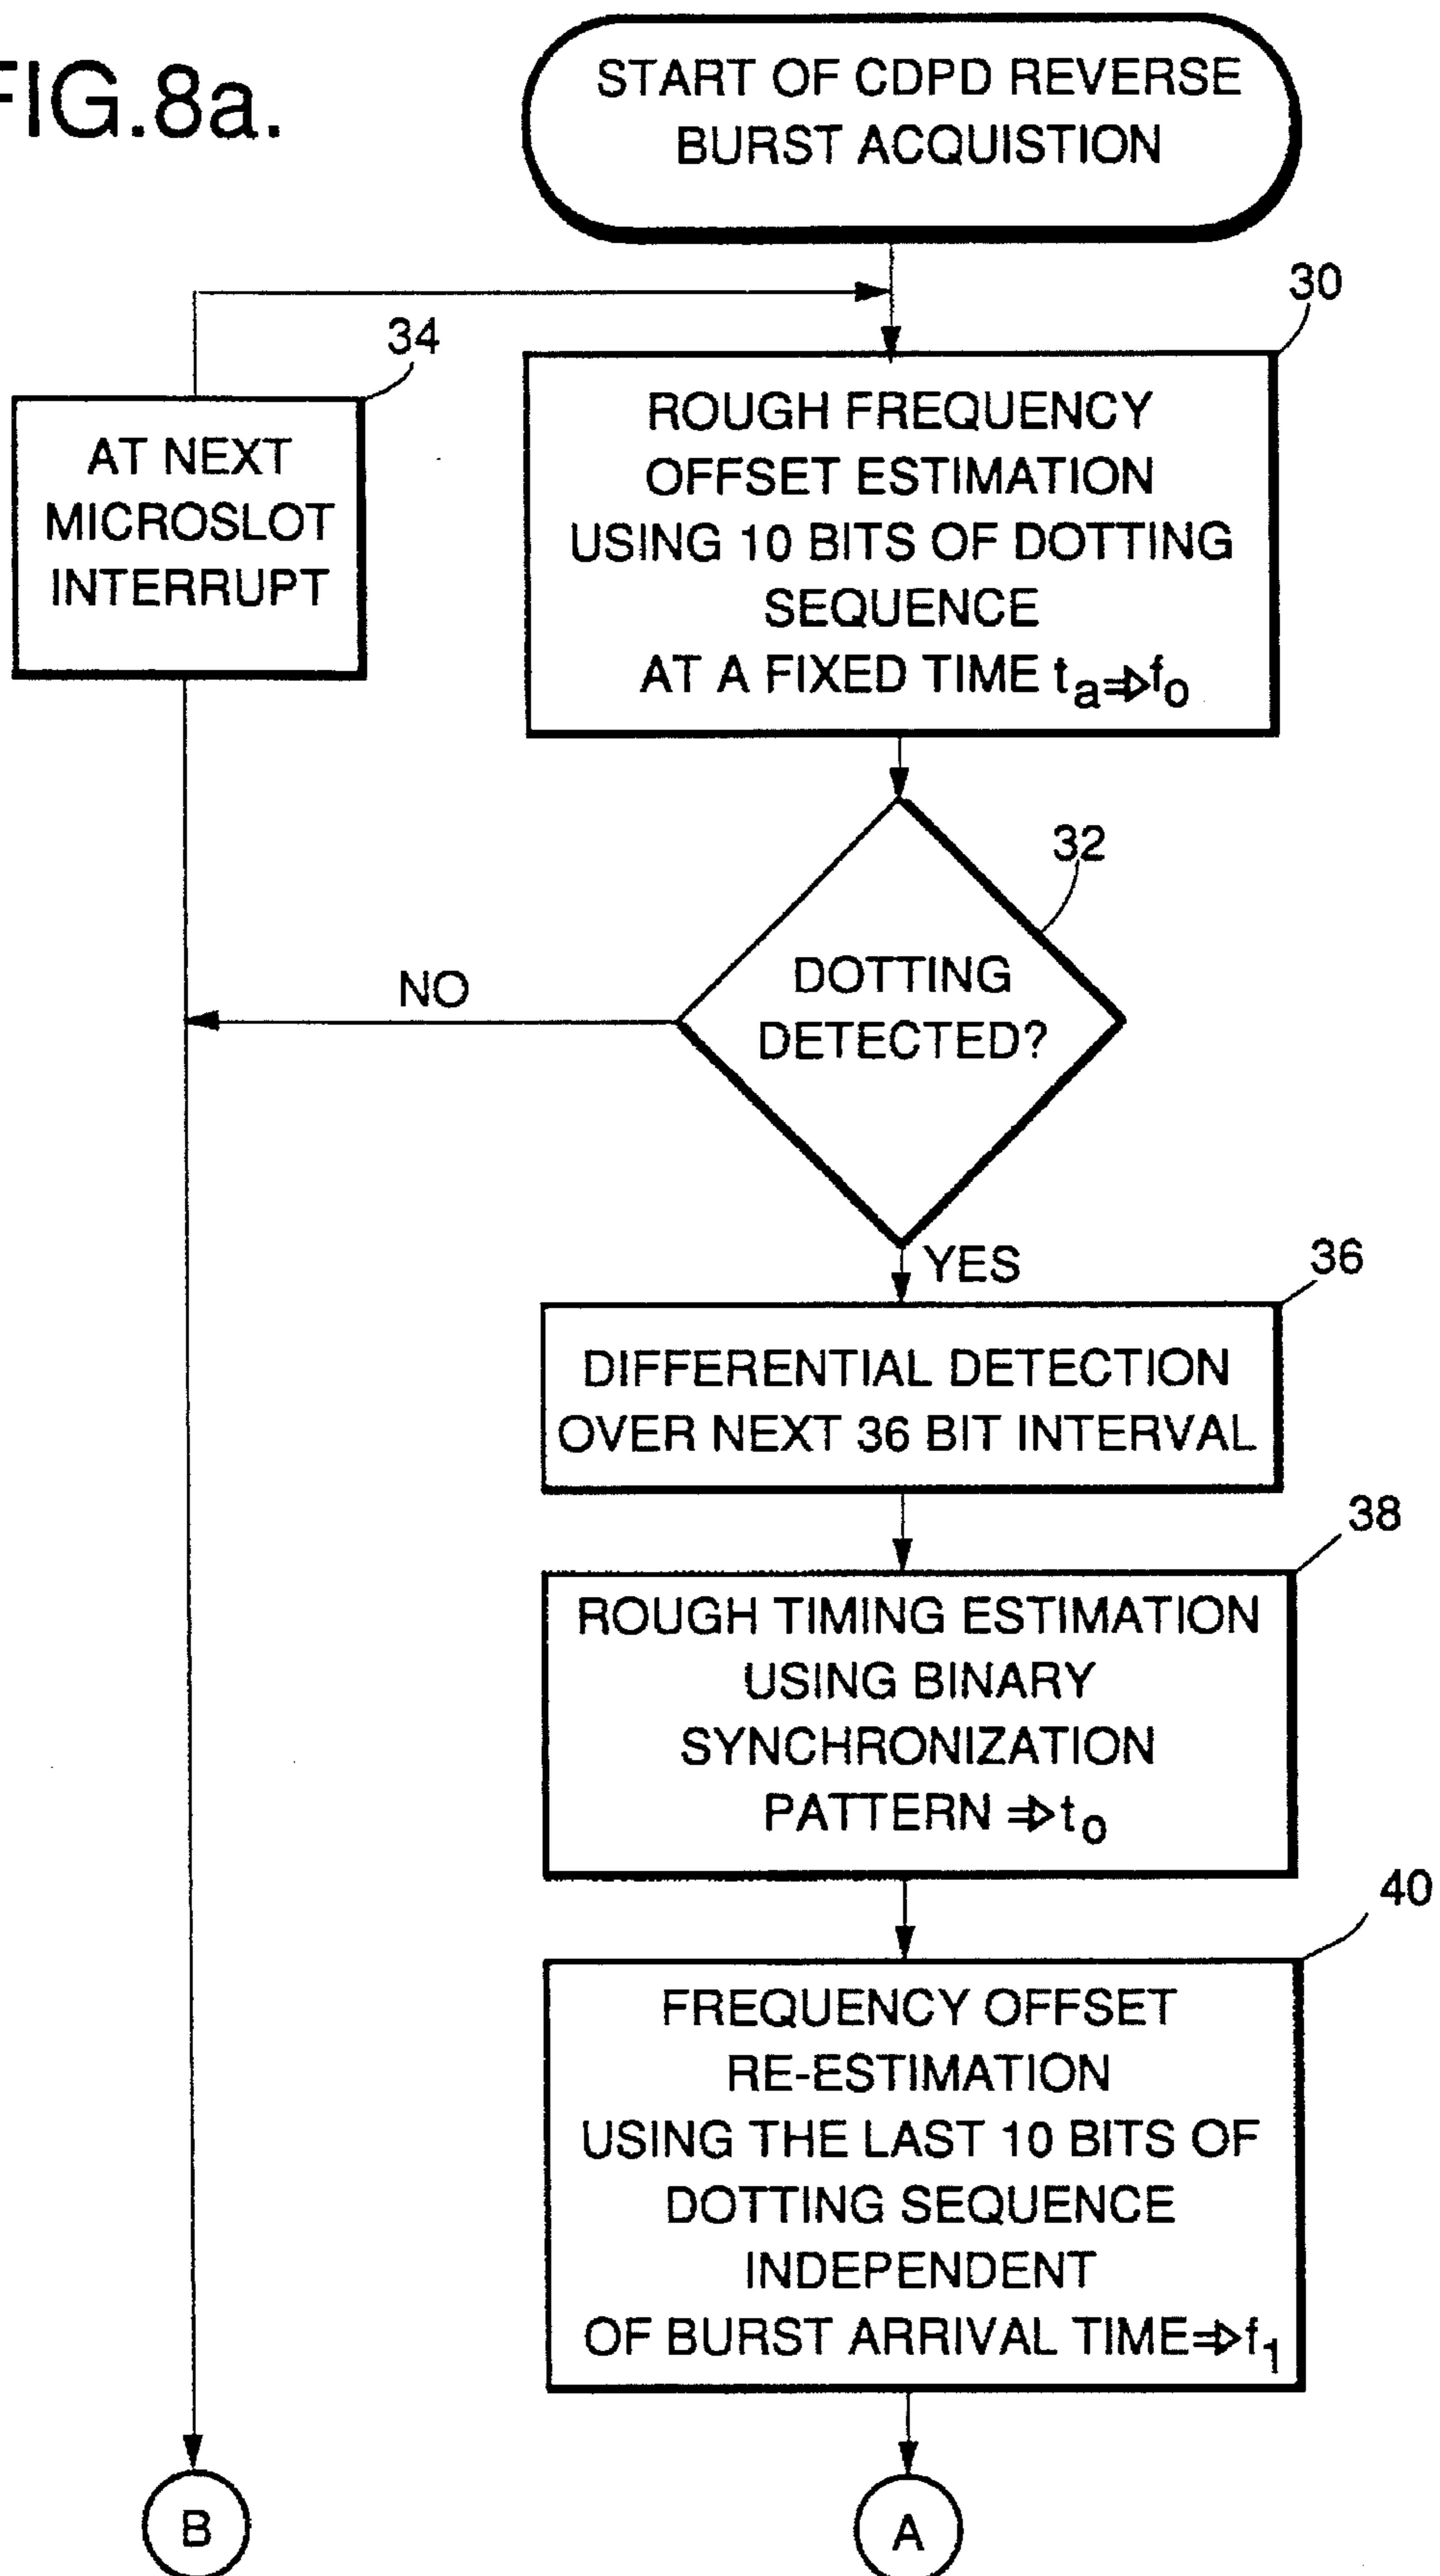 FIG.8a.
START OF CDPD REVERSE
BURST ACQUISTION
30
34
AT NEXT
MICROSLOT
INTERRUPT
ROUGH FREQUENCY
OFFSET ESTIMATION
USING 10 BITS OF DOTTING
SEQUENCE
AT A FIXED TIME ta⇒fo
32
DOTTING
DETECTED?
NO
YES
36
DIFFERENTIAL DETECTION
OVER NEXT 36 BIT INTERVAL
38
ROUGH TIMING ESTIMATION
USING BINARY
SYNCHRONIZATION
PATTERN ⇒to
40
FREQUENCY OFFSET
RE-ESTIMATION
USING THE LAST 10 BITS OF
DOTTING SEQUENCE
INDEPENDENT
OF BURST ARRIVAL TIME⇒f1
B
A